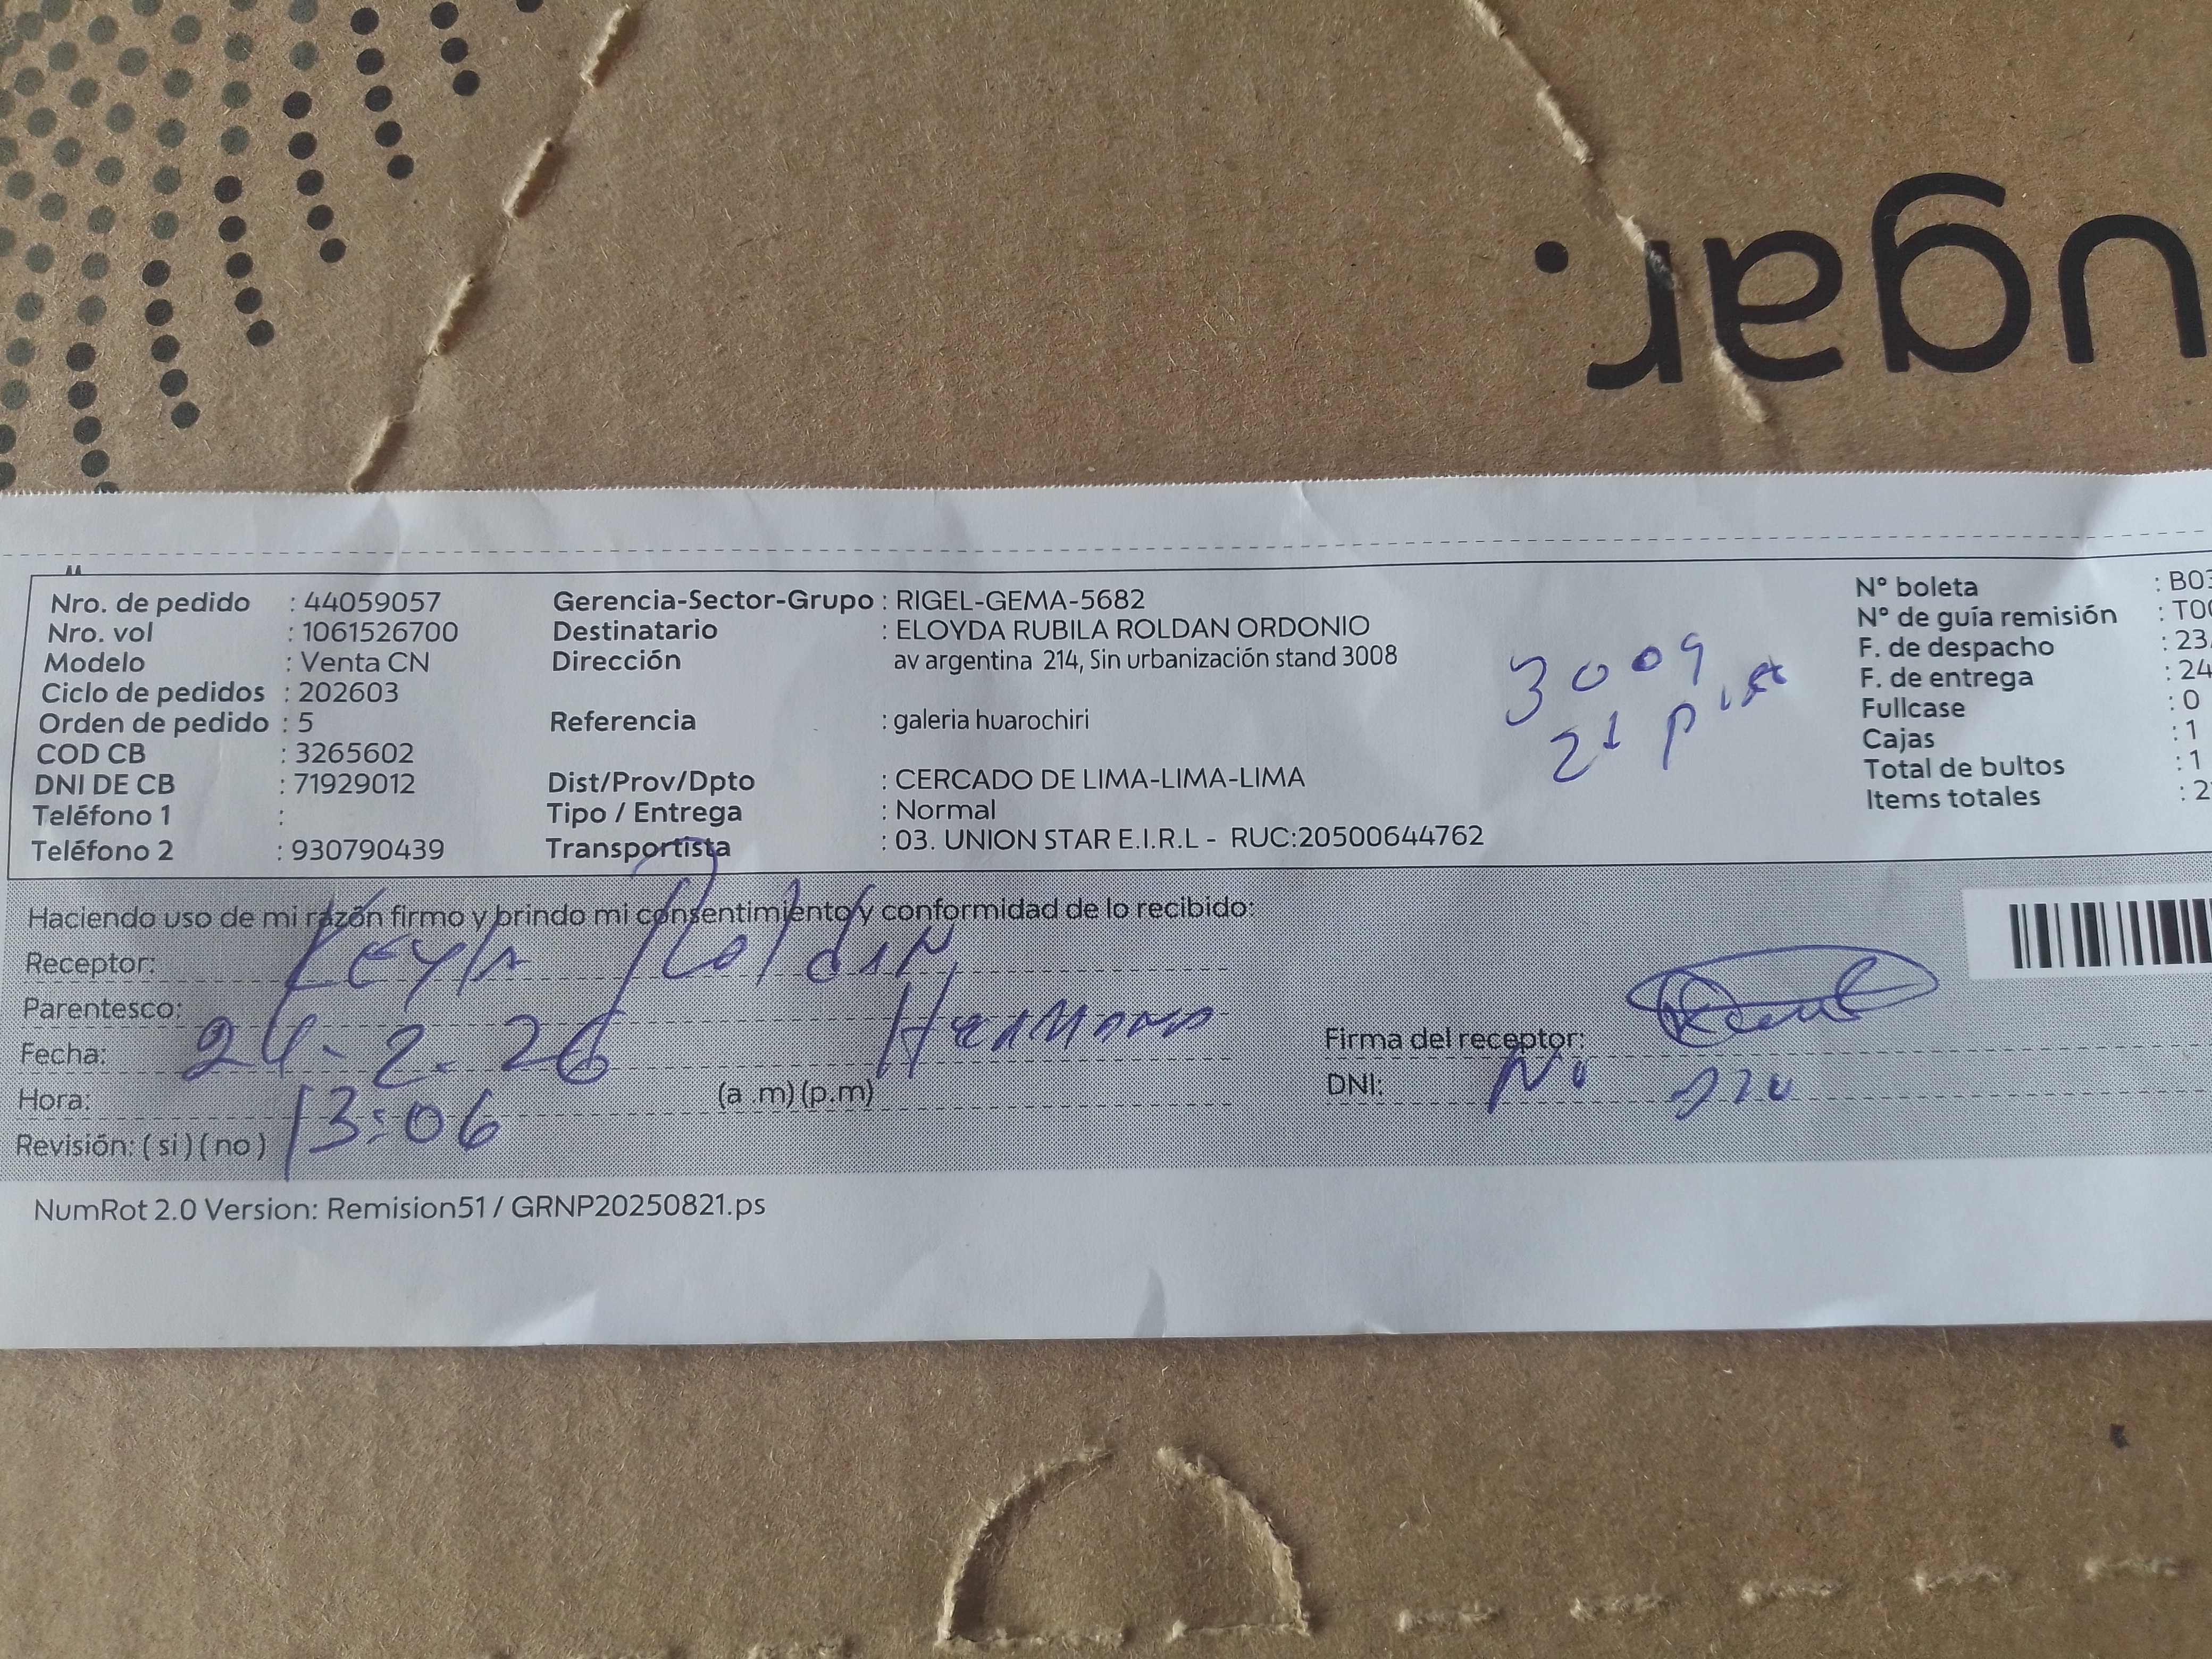 ugar.
Nro. de pedido : 44059057
Nro. vol : 1061526700
Modelo : Venta CN
Ciclo de pedidos : 202603
Orden de pedido : 5
COD CB : 3265602
DNI DE CB : 71929012
Teléfono 1 :
Teléfono 2 : 930790439
Gerencia-Sector-Grupo : RIGEL-GEMA-5682
Destinatario : ELOYDA RUBILA ROLDAN ORDONIO
Dirección av argentina 214, Sin urbanización stand 3008
Referencia : galeria huarochiri
Dist/Prov/Dpto : CERCADO DE LIMA-LIMA-LIMA
Tipo / Entrega : Normal
Transportista : 03. UNION STAR E.I.R.L - RUC:20500644762
3009
N° boleta : B03
N° de guía remisión : T00
F. de despacho : 23
F. de entrega : 24
Fullcase : 0
Cajas : 1
Total de bultos : 1
Items totales : 2
Haciendo uso de mi razón firmo y brindo mi consentimiento y conformidad de lo recibido:
Receptor: Keyla Roldan
Parentesco: Hermana
Fecha: 24-2-26
Hora: 13:06 (a .m) (p.m)
Revisión: ( si ) ( no )
Firma del receptor:
DNI: No
NumRot 2.0 Version: Remision51 / GRNP20250821.ps